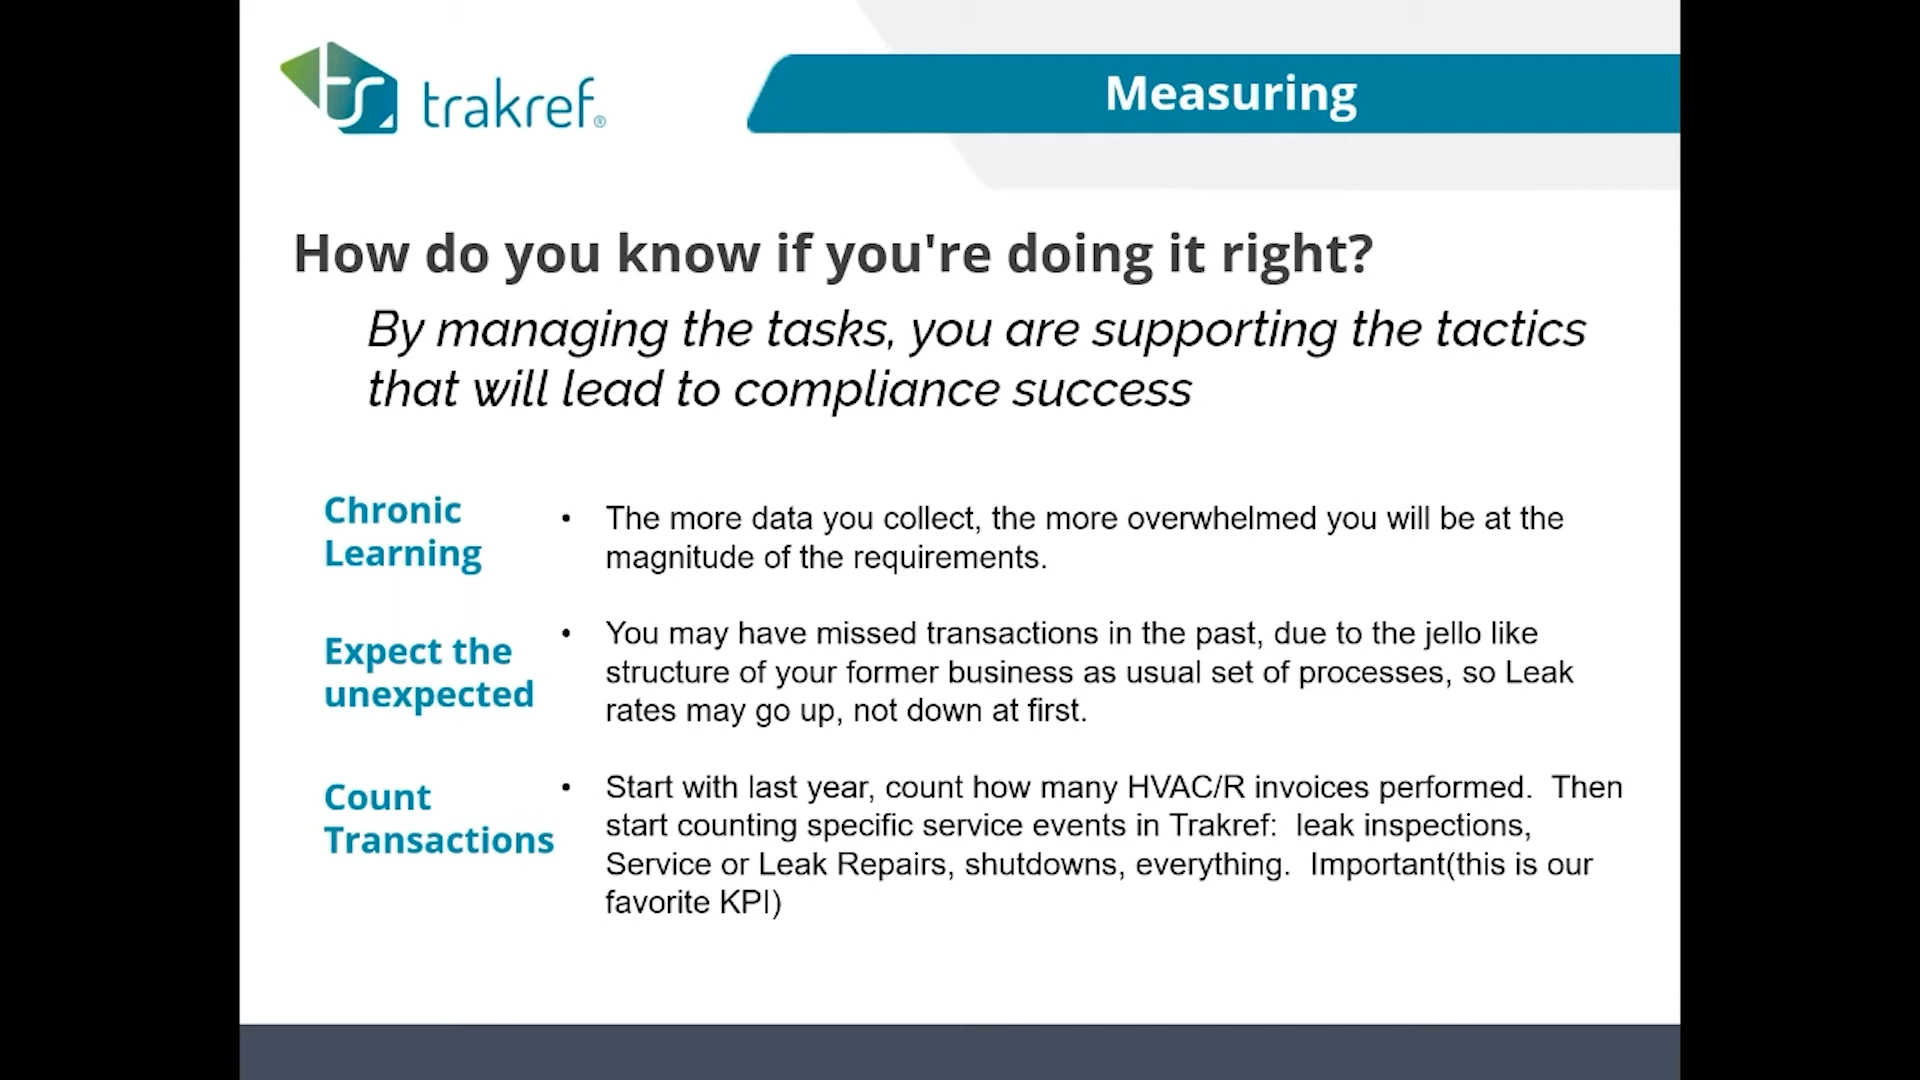 trakref®
Measuring
How do you know if you're doing it right?
By managing the tasks, you are supporting the tactics
that will lead to compliance success
Chronic
Learning
• The more data you collect, the more overwhelmed you will be at the
magnitude of the requirements.
Expect the
unexpected
• You may have missed transactions in the past, due to the jello like
structure of your former business as usual set of processes, so Leak
rates may go up, not down at first.
Count
Transactions
• Start with last year, count how many HVAC/R invoices performed.  Then
start counting specific service events in Trakref:  leak inspections,
Service or Leak Repairs, shutdowns, everything.  Important(this is our
favorite KPI)